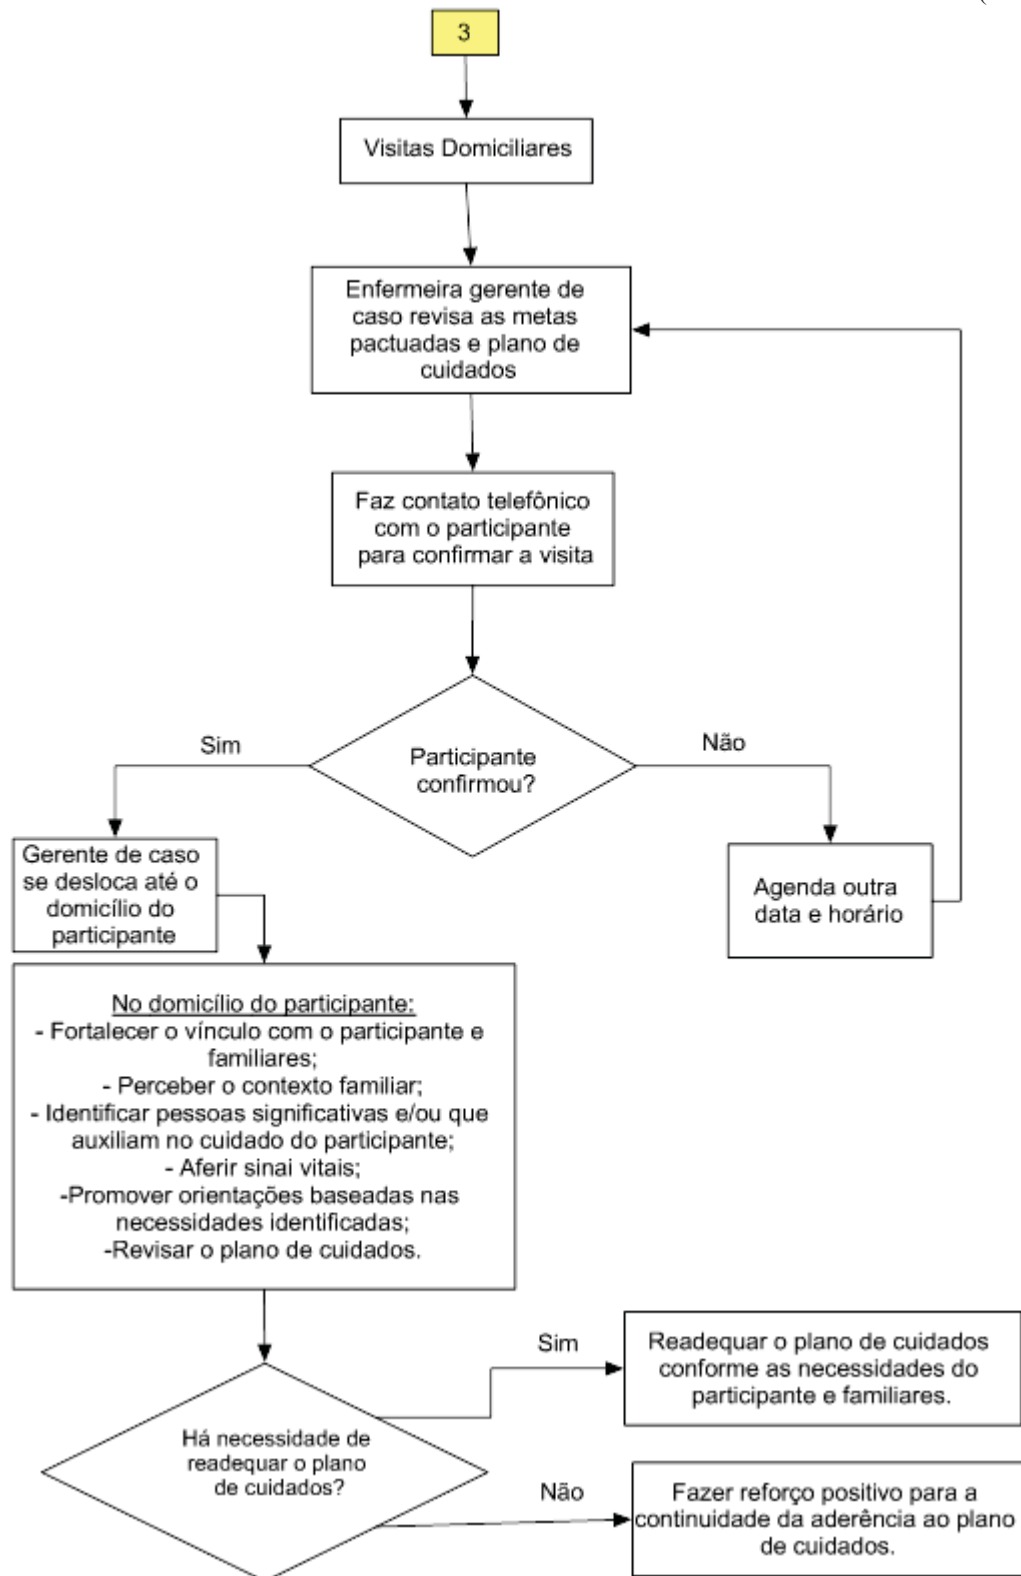 (
3
Visitas Domiciliares
Enfermeira gerente de
caso revisa as metas
pactuadas e plano de
cuidados
Faz contato telefônico
com o participante
para confirmar a visita
Participante
confirmou?
Sim
Não
Gerente de caso
se desloca até o
domicílio do
participante
Agenda outra
data e horário
No domicílio do participante:
- Fortalecer o vínculo com o participante e
familiares;
- Perceber o contexto familiar;
- Identificar pessoas significativas e/ou que
auxiliam no cuidado do participante;
- Aferir sinai vitais;
-Promover orientações baseadas nas
necessidades identificadas;
-Revisar o plano de cuidados.
Há necessidade de
readequar o plano
de cuidados?
Sim
Readequar o plano de cuidados
conforme as necessidades do
participante e familiares.
Não
Fazer reforço positivo para a
continuidade da aderência ao plano
de cuidados.